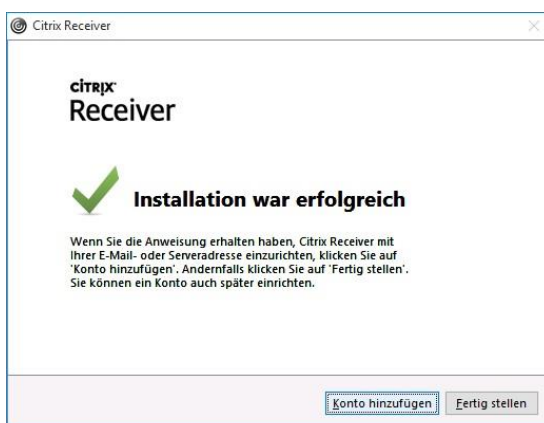 Citrix Receiver
CITRIX
Receiver
Installation war erfolgreich
Wenn Sie die Anweisung erhalten haben, Citrix Receiver mit
Ihrer E-Mail- oder Serveradresse einzurichten, klicken Sie auf
'Konto hinzufügen'. Andernfalls klicken Sie auf 'Fertig stellen'.
Sie können ein Konto auch später einrichten.
Konto hinzufügen Fertig stellen